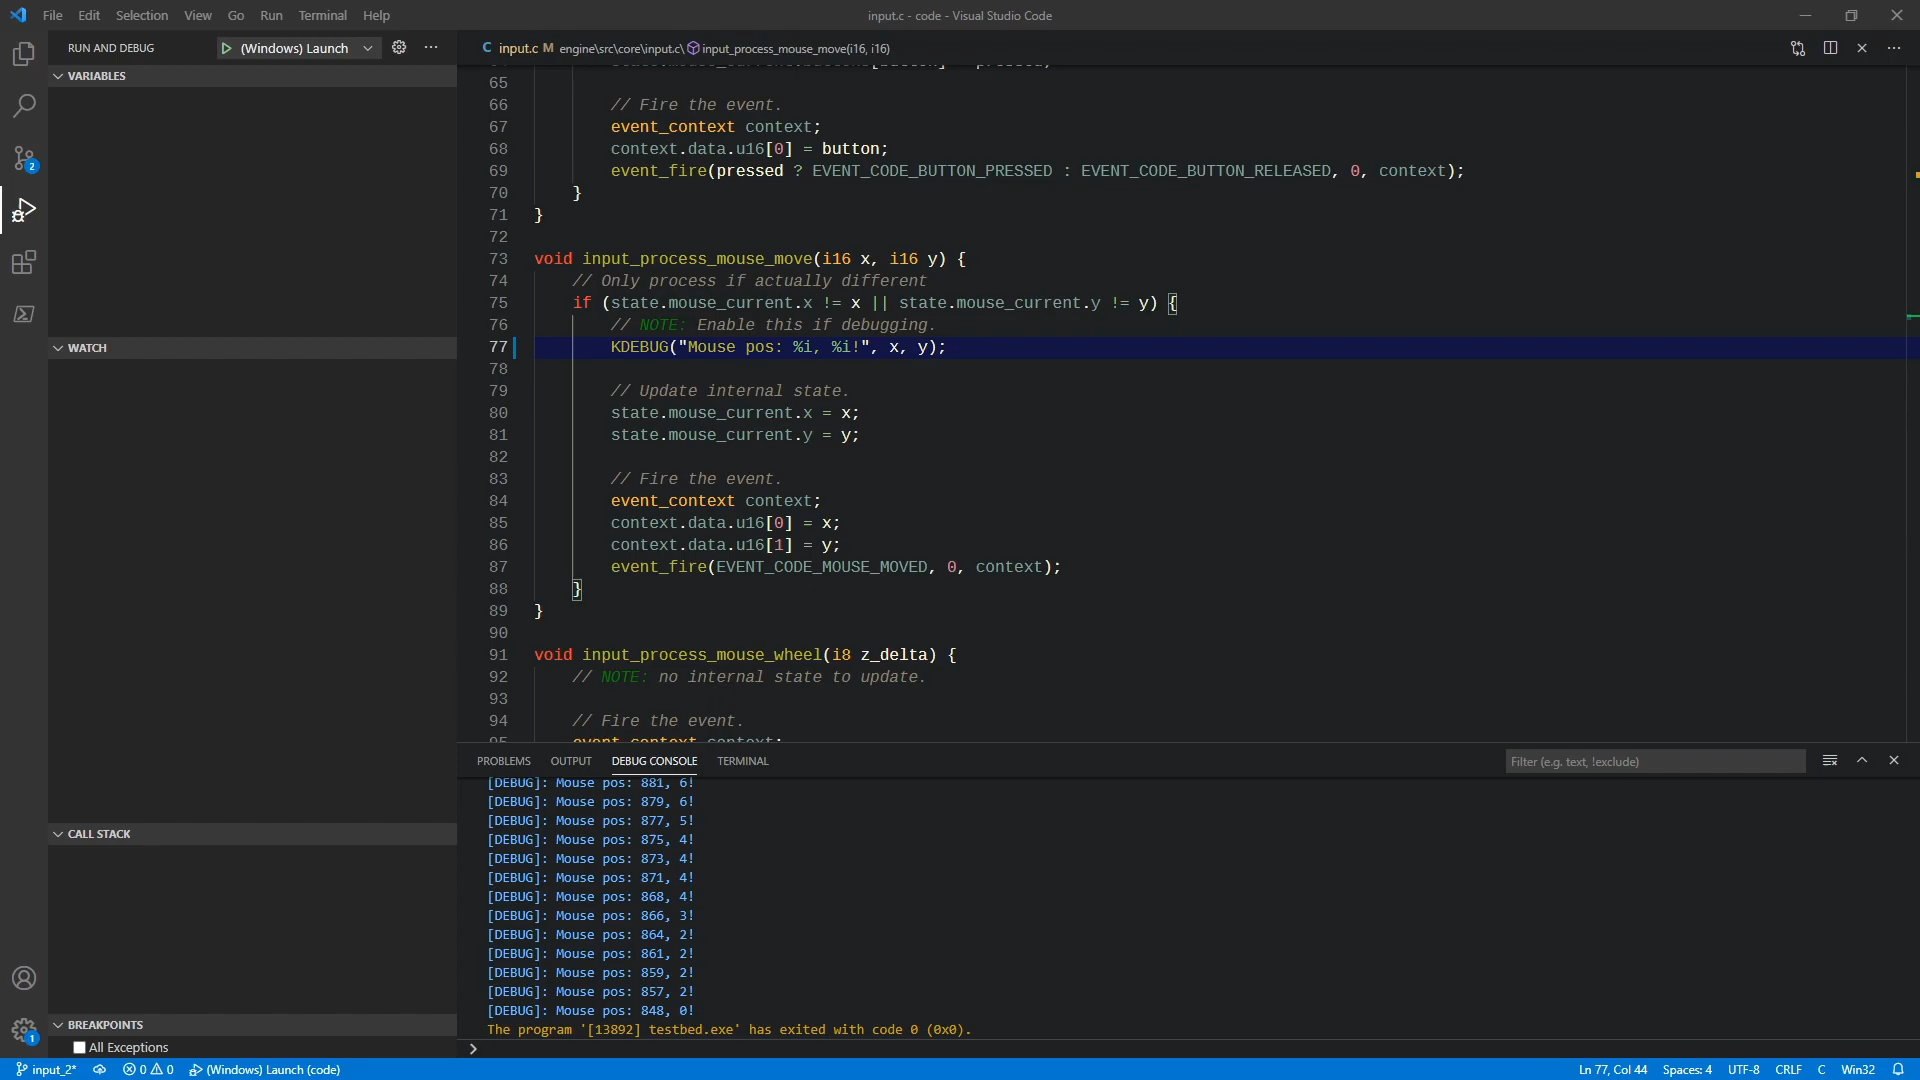 File Edit Selection View Go Run Terminal Help
input.c - code - Visual Studio Code
RUN AND DEBUG
(Windows) Launch
C input.c M engine\src\core\input.c\ input_process_mouse_move(i16, i16)
VARIABLES
WATCH
CALL STACK
BREAKPOINTS
All Exceptions
65
66 // Fire the event.
67 event_context context;
68 context.data.u16[0] = button;
69 event_fire(pressed ? EVENT_CODE_BUTTON_PRESSED : EVENT_CODE_BUTTON_RELEASED, 0, context);
70 }
71 }
72
73 void input_process_mouse_move(i16 x, i16 y) {
74 // Only process if actually different
75 if (state.mouse_current.x != x || state.mouse_current.y != y) {
76 // NOTE: Enable this if debugging.
77 KDEBUG("Mouse pos: %i, %i!", x, y);
78
79 // Update internal state.
80 state.mouse_current.x = x;
81 state.mouse_current.y = y;
82
83 // Fire the event.
84 event_context context;
85 context.data.u16[0] = x;
86 context.data.u16[1] = y;
87 event_fire(EVENT_CODE_MOUSE_MOVED, 0, context);
88 }
89 }
90
91 void input_process_mouse_wheel(i8 z_delta) {
92 // NOTE: no internal state to update.
93
94 // Fire the event.
95 event_context context;
PROBLEMS OUTPUT DEBUG CONSOLE TERMINAL
Filter (e.g. text, !exclude)
[DEBUG]: Mouse pos: 881, 6!
[DEBUG]: Mouse pos: 879, 6!
[DEBUG]: Mouse pos: 877, 5!
[DEBUG]: Mouse pos: 875, 4!
[DEBUG]: Mouse pos: 873, 4!
[DEBUG]: Mouse pos: 871, 4!
[DEBUG]: Mouse pos: 868, 4!
[DEBUG]: Mouse pos: 866, 3!
[DEBUG]: Mouse pos: 864, 2!
[DEBUG]: Mouse pos: 861, 2!
[DEBUG]: Mouse pos: 859, 2!
[DEBUG]: Mouse pos: 857, 2!
[DEBUG]: Mouse pos: 848, 0!
The program '[13892] testbed.exe' has exited with code 0 (0x0).
2
1
input_2* 0 0 (Windows) Launch (code)
Ln 77, Col 44 Spaces: 4 UTF-8 CRLF C Win32